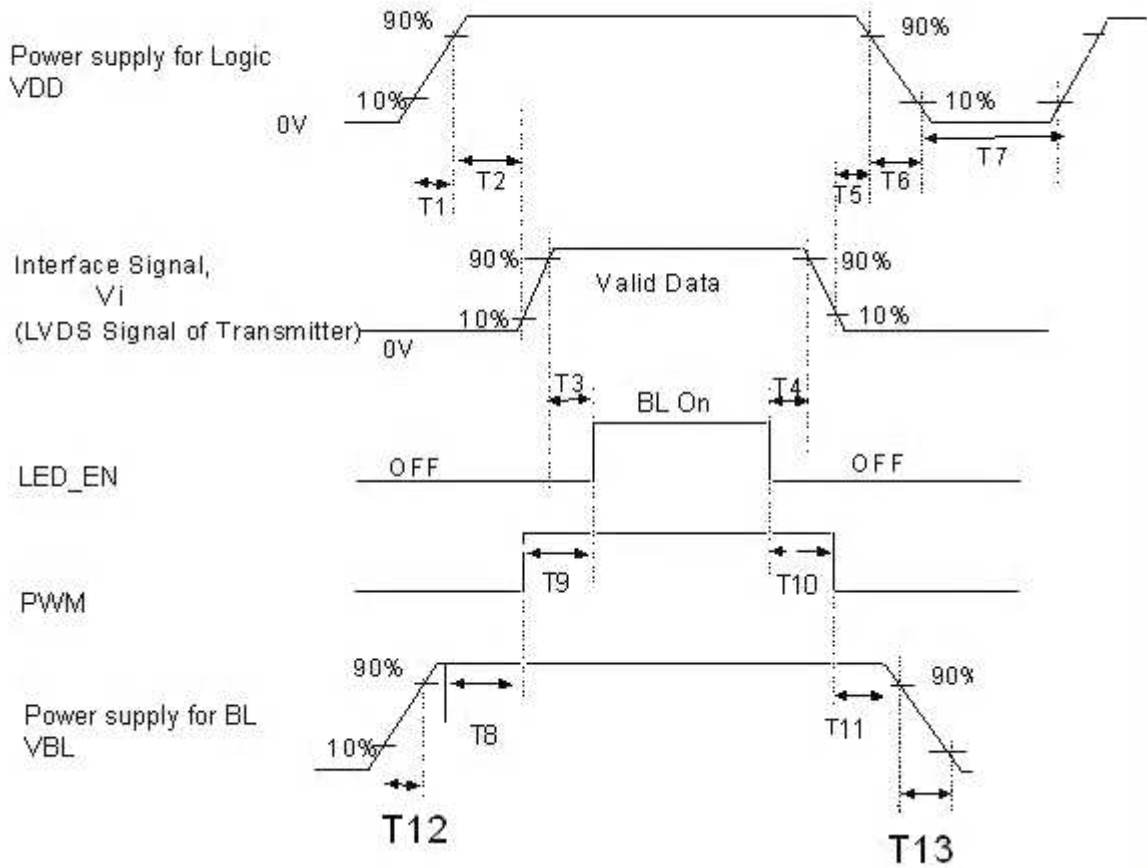 90%
90%
Power supply for Logic
VDD
10%
10%
0V
T1
T2
T5
T6
T7
Interface Signal,
Vi
(LVDS Signal of Transmitter)
90%
Valid Data
90%
10%
10%
0V
T3
T4
BL On
LED_EN
OFF
OFF
T9
T10
PWM
90%
90%
Power supply for BL
VBL
T8
T11
10%
T12
T13